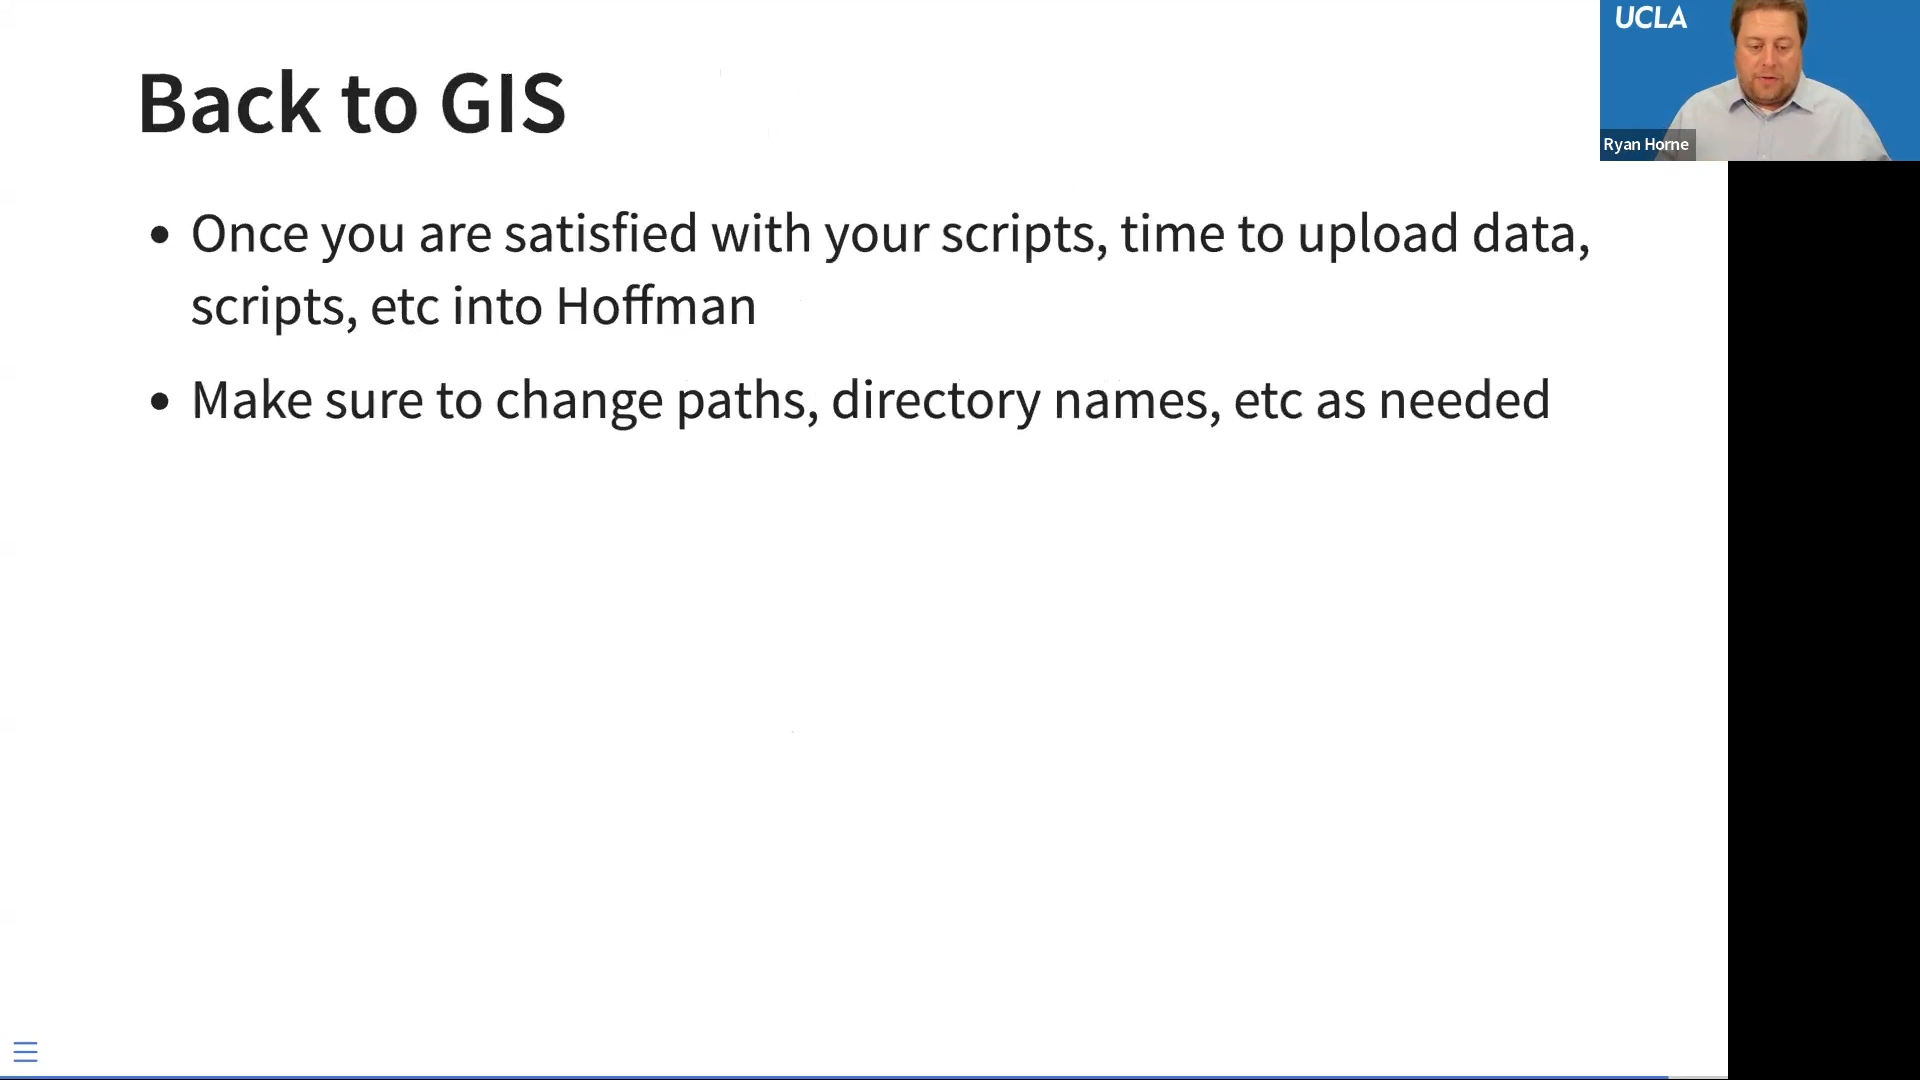 Back to GIS
Once you are satisfied with your scripts, time to upload data,
scripts, etc into Hoffman
Make sure to change paths, directory names, etc as needed
UCLA
Ryan Horne